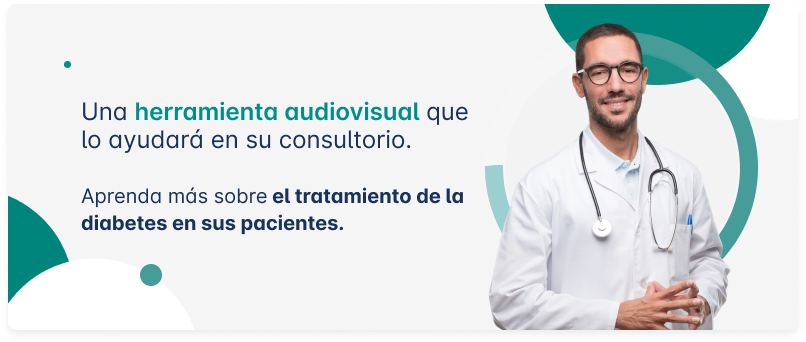 Una herramienta audiovisual que
lo ayudará en su consultorio.
Aprenda más sobre el tratamiento de la
diabetes en sus pacientes.